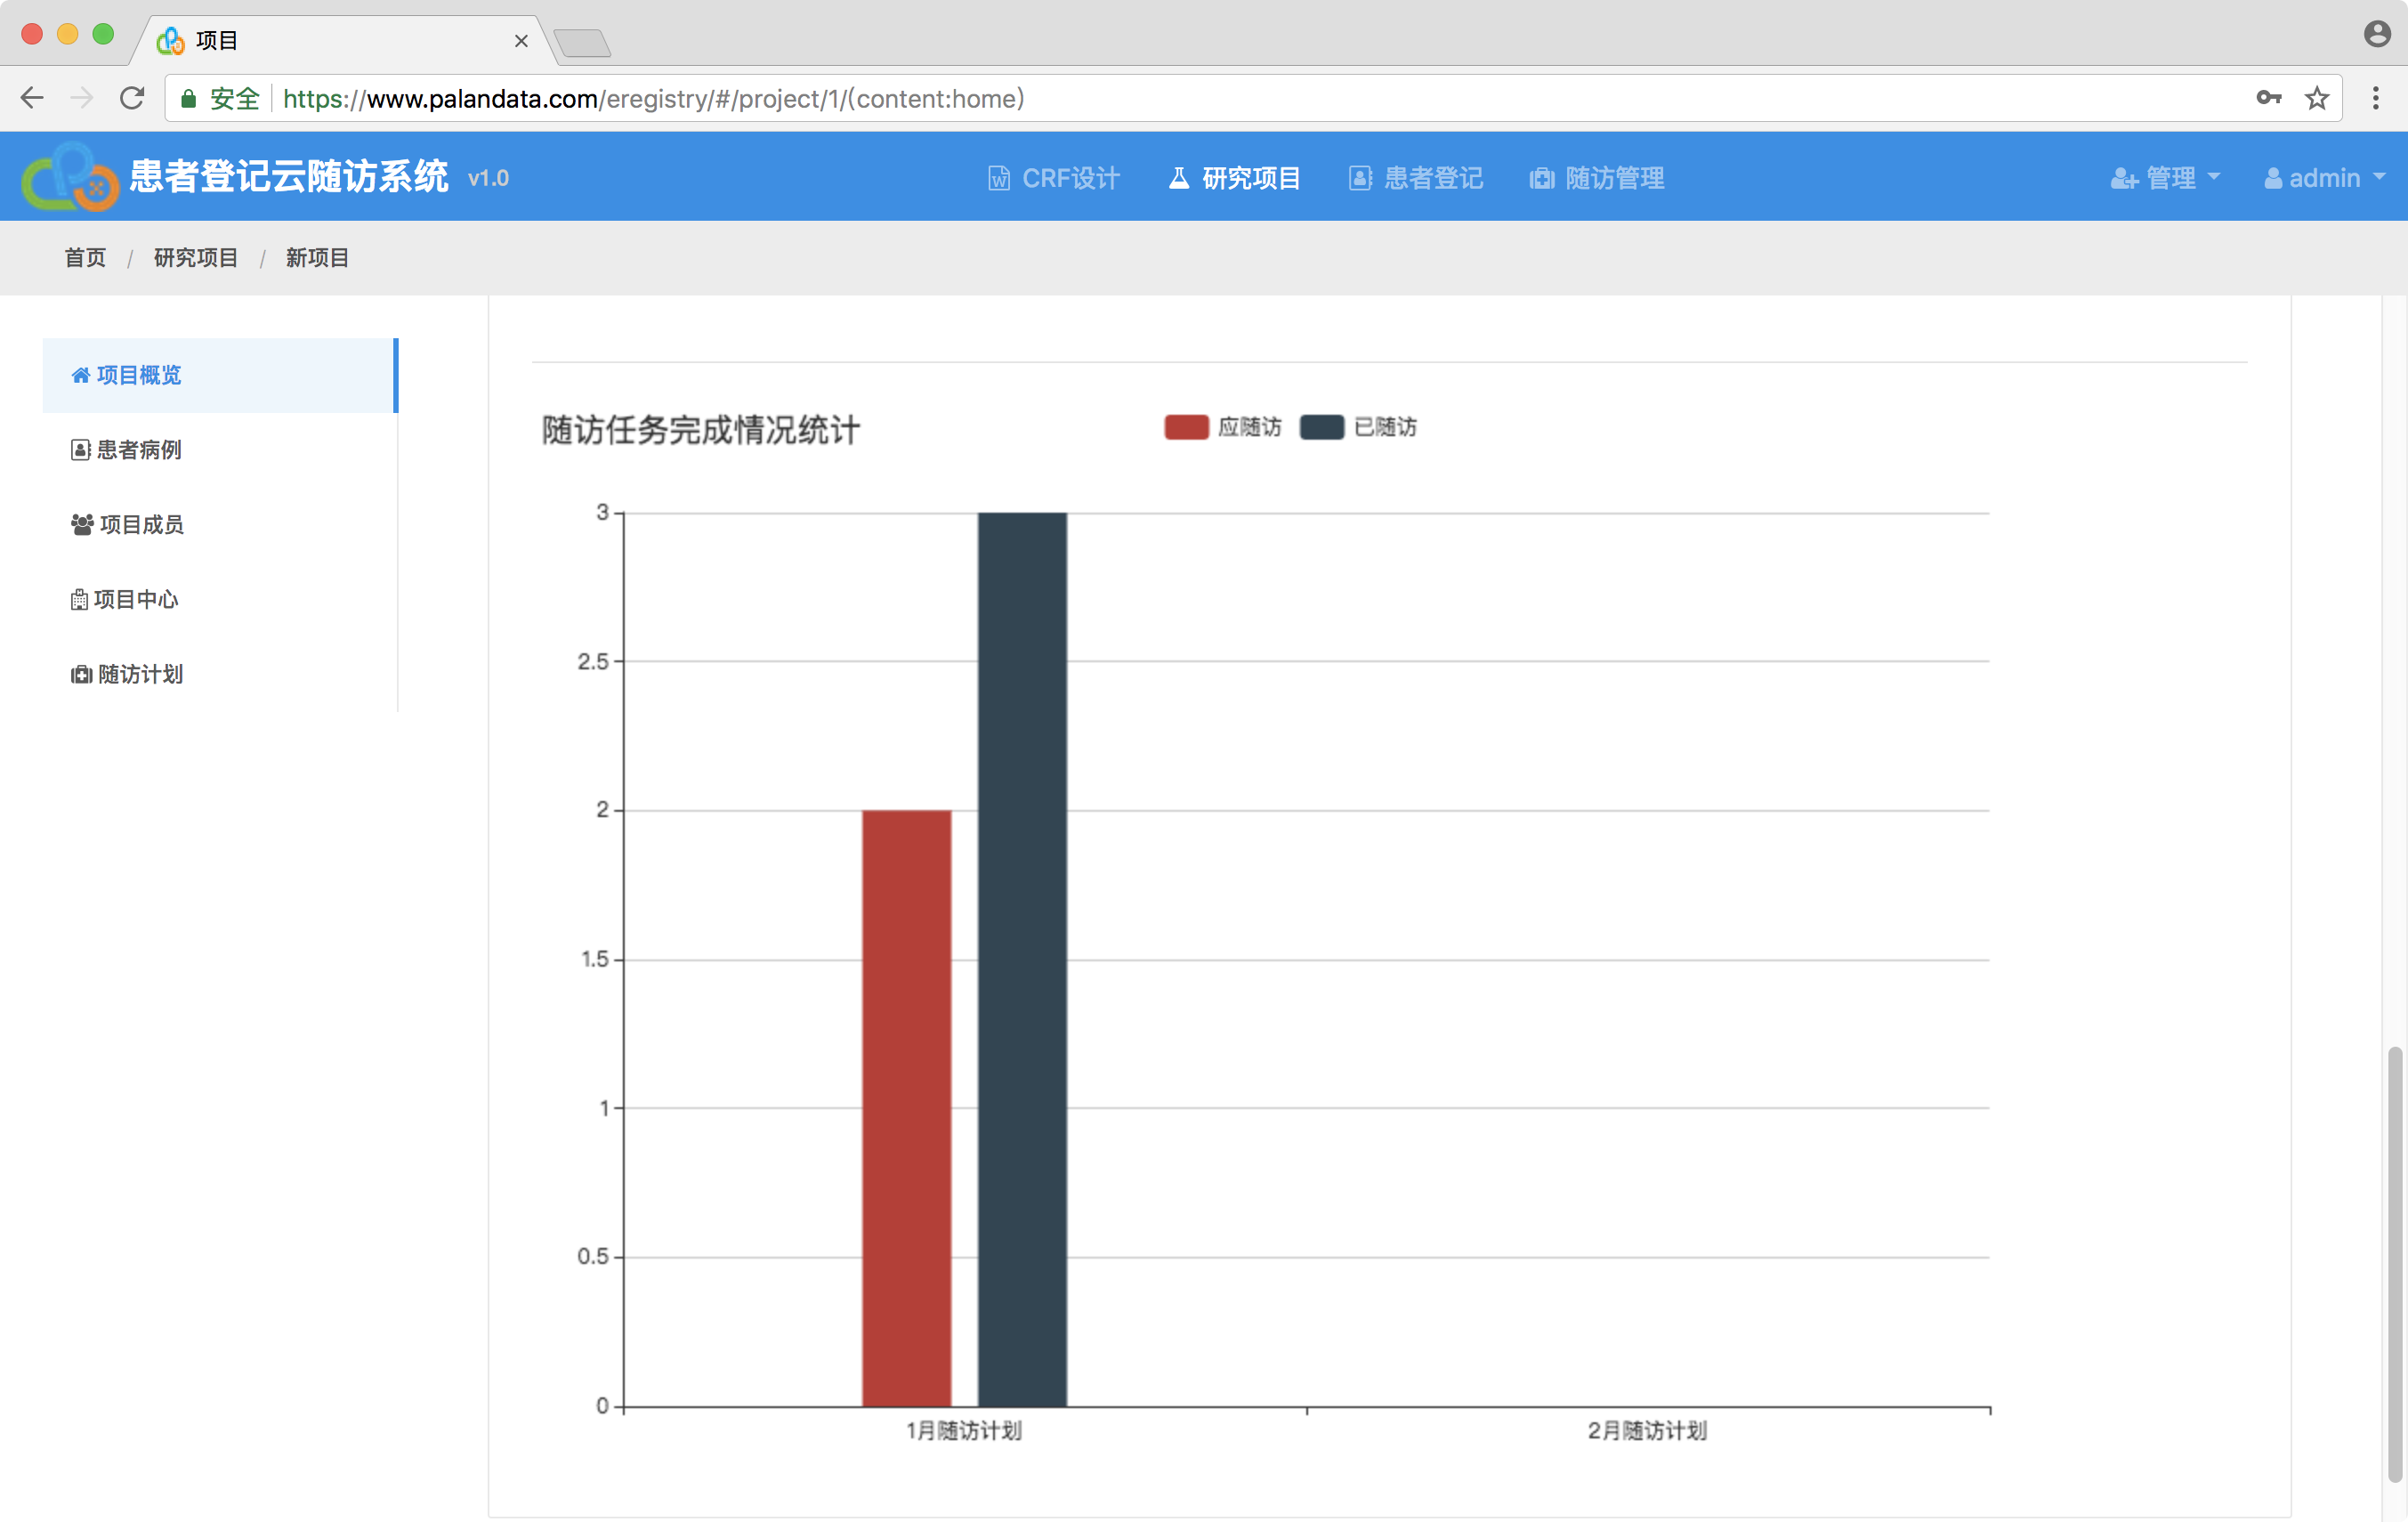 项目
安全 https://www.palandata.com/eregistry/#/project/1/(content:home)
患者登记云随访系统 v1.0 CRF设计 研究项目 患者登记 随访管理 管理 admin
首页 / 研究项目 / 新项目
项目概览
患者病例
项目成员
项目中心
随访计划
随访任务完成情况统计 应随访 已随访
3
2.5
2
1.5
1
0.5
0
1月随访计划 2月随访计划